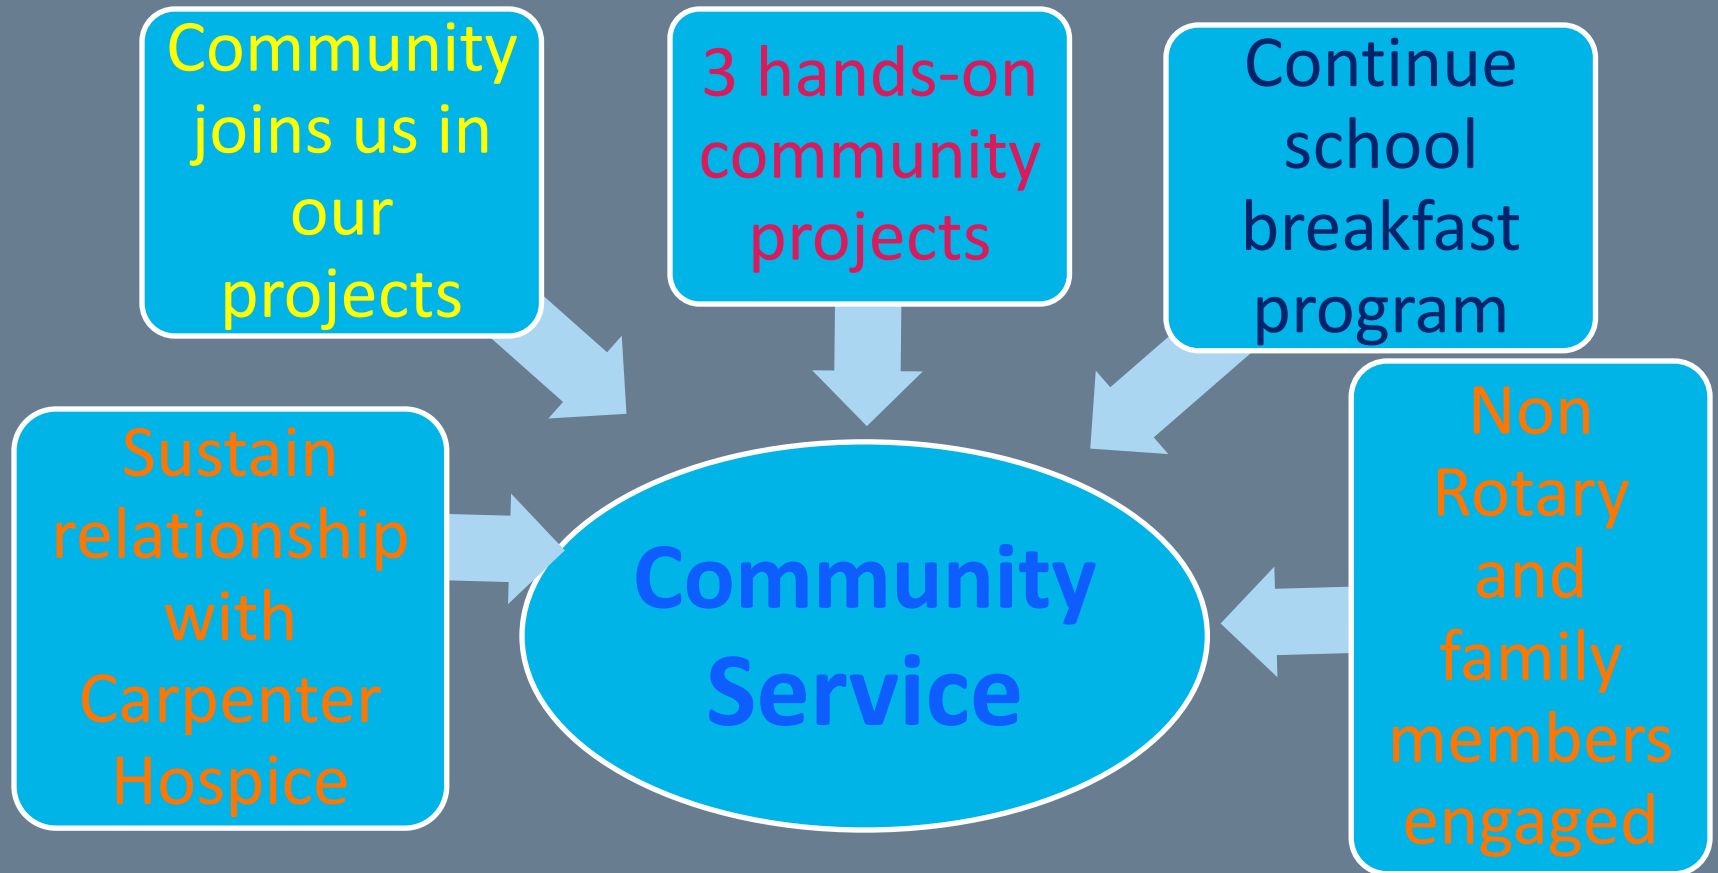 Community
joins us in
our
projects
3 hands-on
community
projects
Continue
school
breakfast
program
Sustain
relationship
with
Carpenter
Hospice
Community
Service
Non
Rotary
and
family
members
engaged